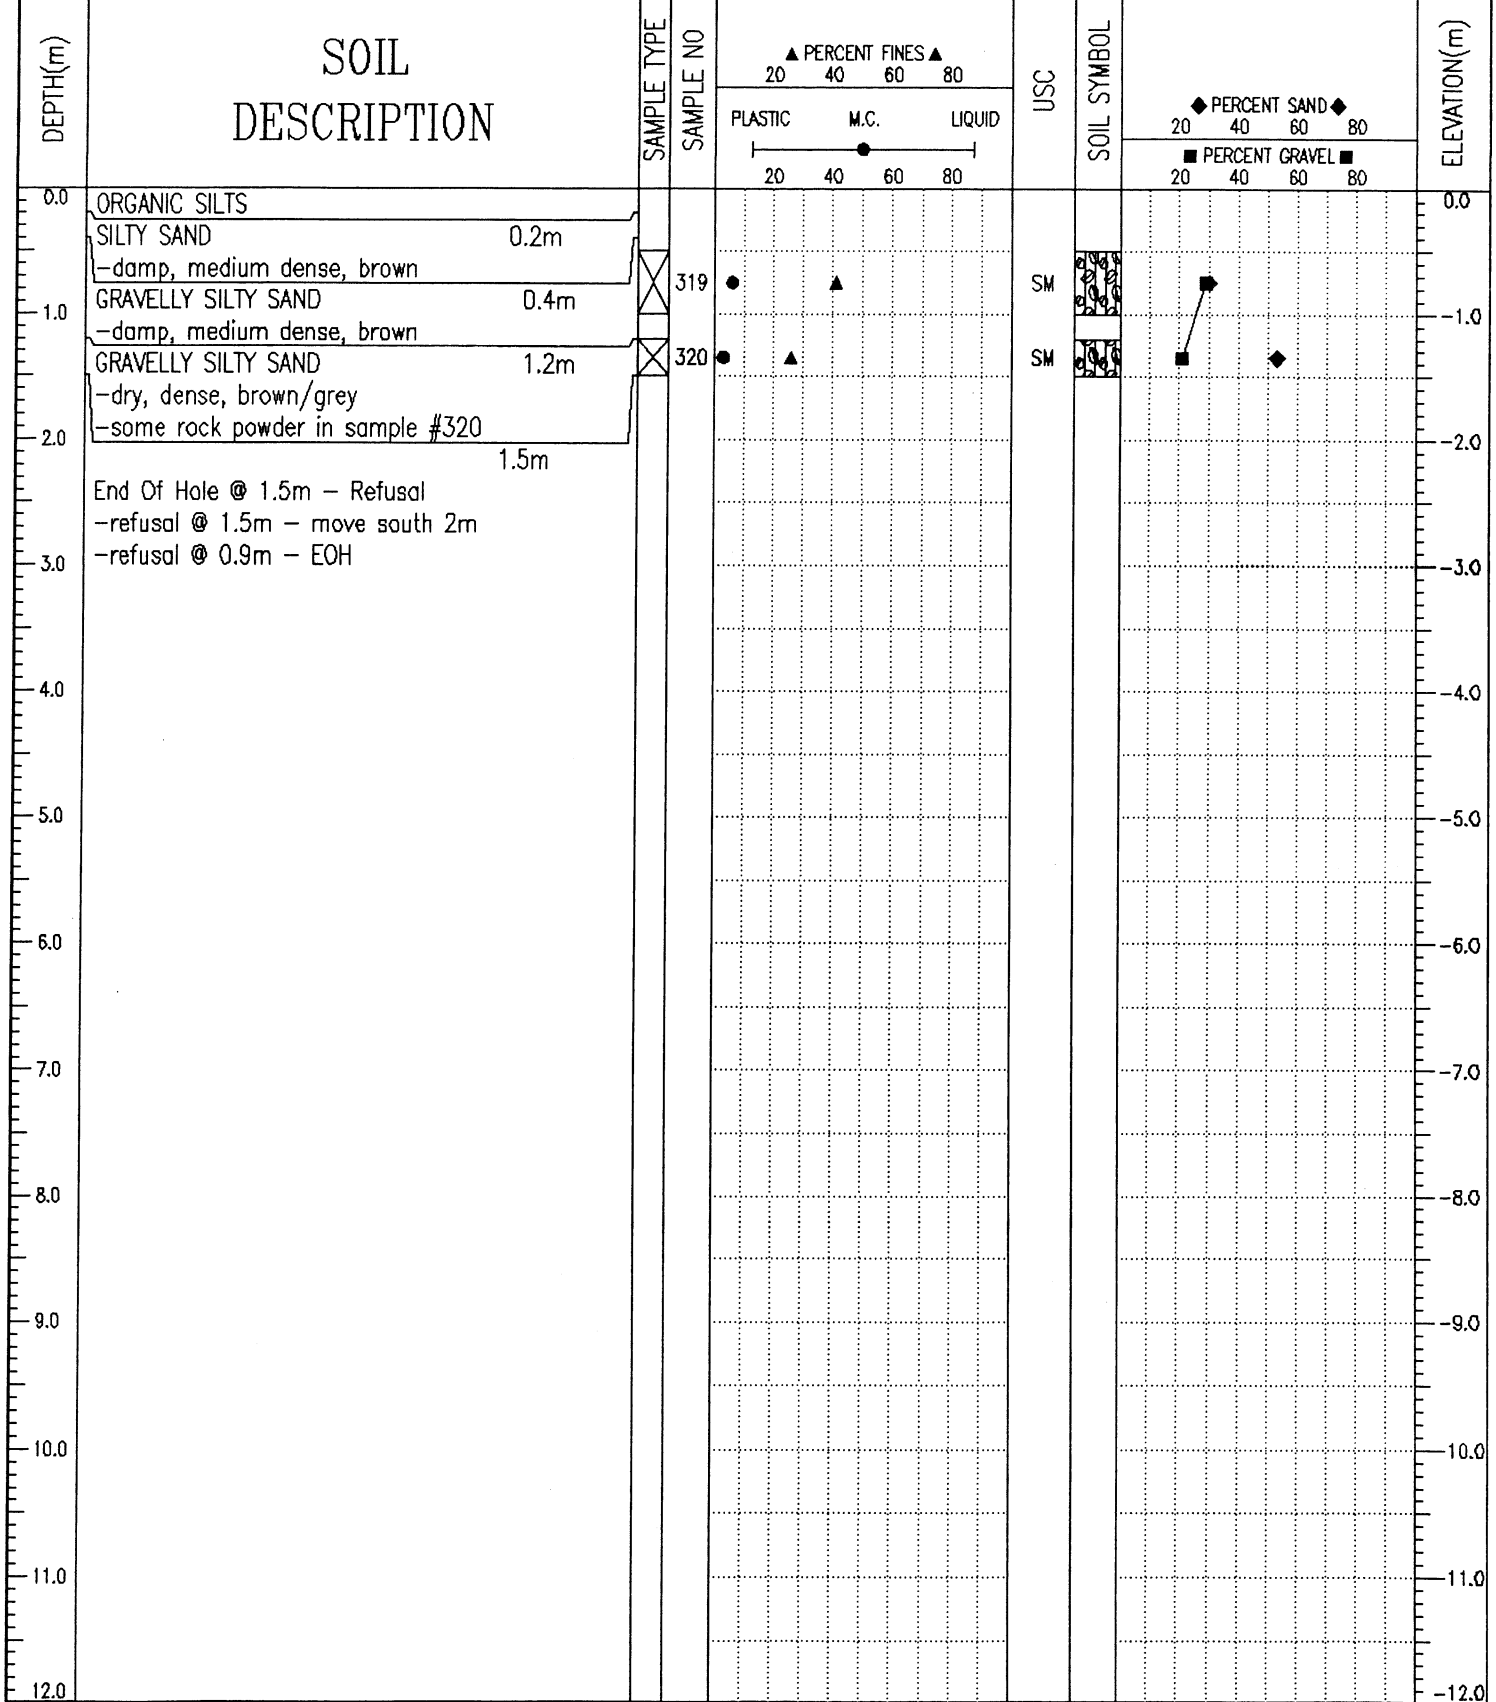 DEPTH(m)
SOIL
DESCRIPTION
SAMPLE TYPE
SAMPLE NO
▲ PERCENT FINES ▲
20 40 60 80
PLASTIC M.C. LIQUID
20 40 60 80
USC
SOIL SYMBOL
◆ PERCENT SAND ◆
20 40 60 80
■ PERCENT GRAVEL ■
20 40 60 80
ELEVATION(m)
0.0
1.0
2.0
3.0
4.0
5.0
6.0
7.0
8.0
9.0
10.0
11.0
12.0
ORGANIC SILTS
SILTY SAND 0.2m
-damp, medium dense, brown
GRAVELLY SILTY SAND 0.4m
-damp, medium dense, brown
GRAVELLY SILTY SAND 1.2m
-dry, dense, brown/grey
-some rock powder in sample #320
1.5m
End Of Hole @ 1.5m - Refusal
-refusal @ 1.5m - move south 2m
-refusal @ 0.9m - EOH
319
320
SM
SM
0.0
-1.0
-2.0
-3.0
-4.0
-5.0
-6.0
-7.0
-8.0
-9.0
-10.0
-11.0
-12.0